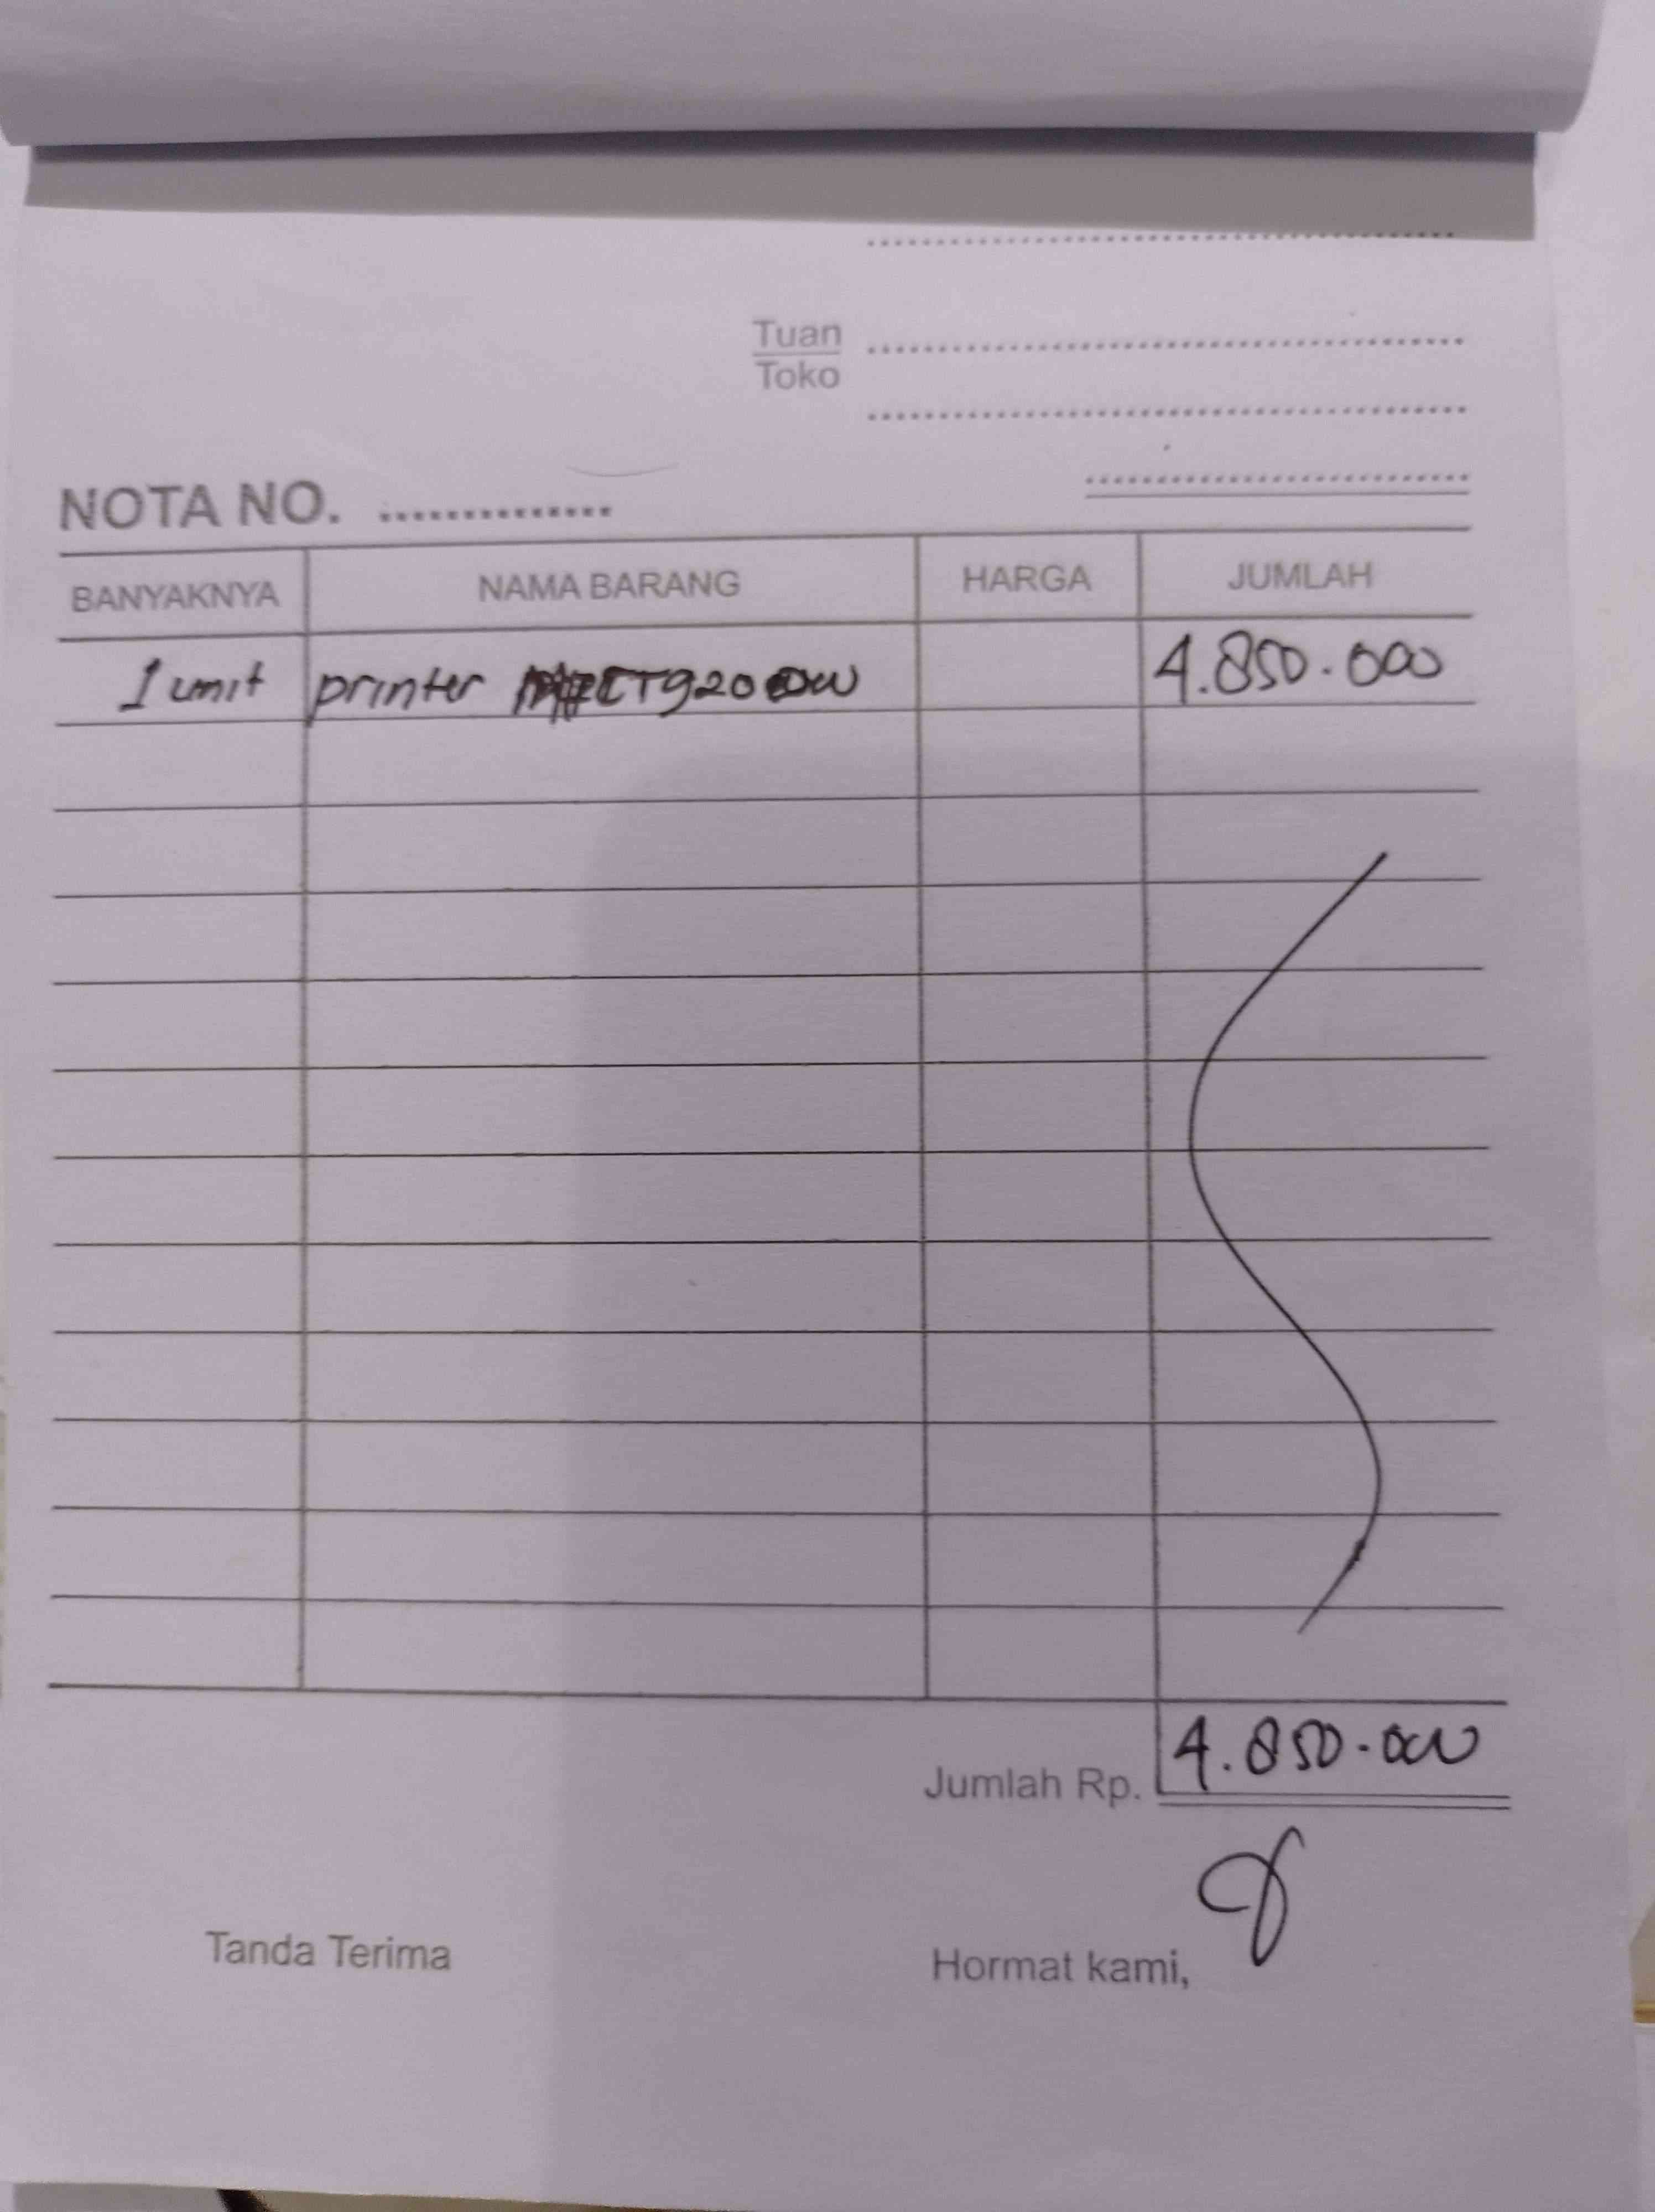 Tuan
Toko
NOTA NO.
BANYAKNYA NAMA BARANG HARGA JUMLAH
1 unit printer 4.850.000
Jumlah Rp. 4.850.000
Tanda Terima Hormat kami,